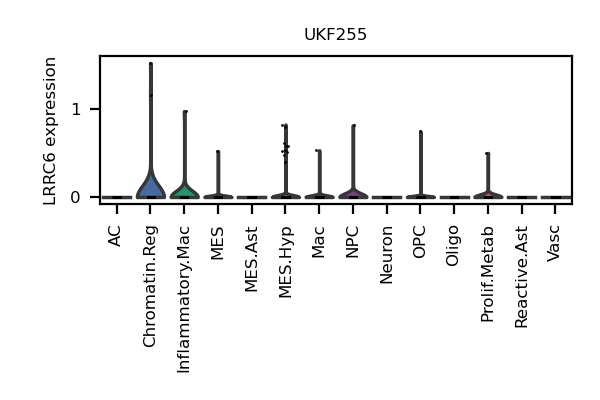 UKF255
LRRC6 expression
1
0
AC
Chromatin.Reg
Inflammatory.Mac
MES
MES.Ast
MES.Hyp
Mac
NPC
Neuron
OPC
Oligo
Prolif.Metab
Reactive.Ast
Vasc